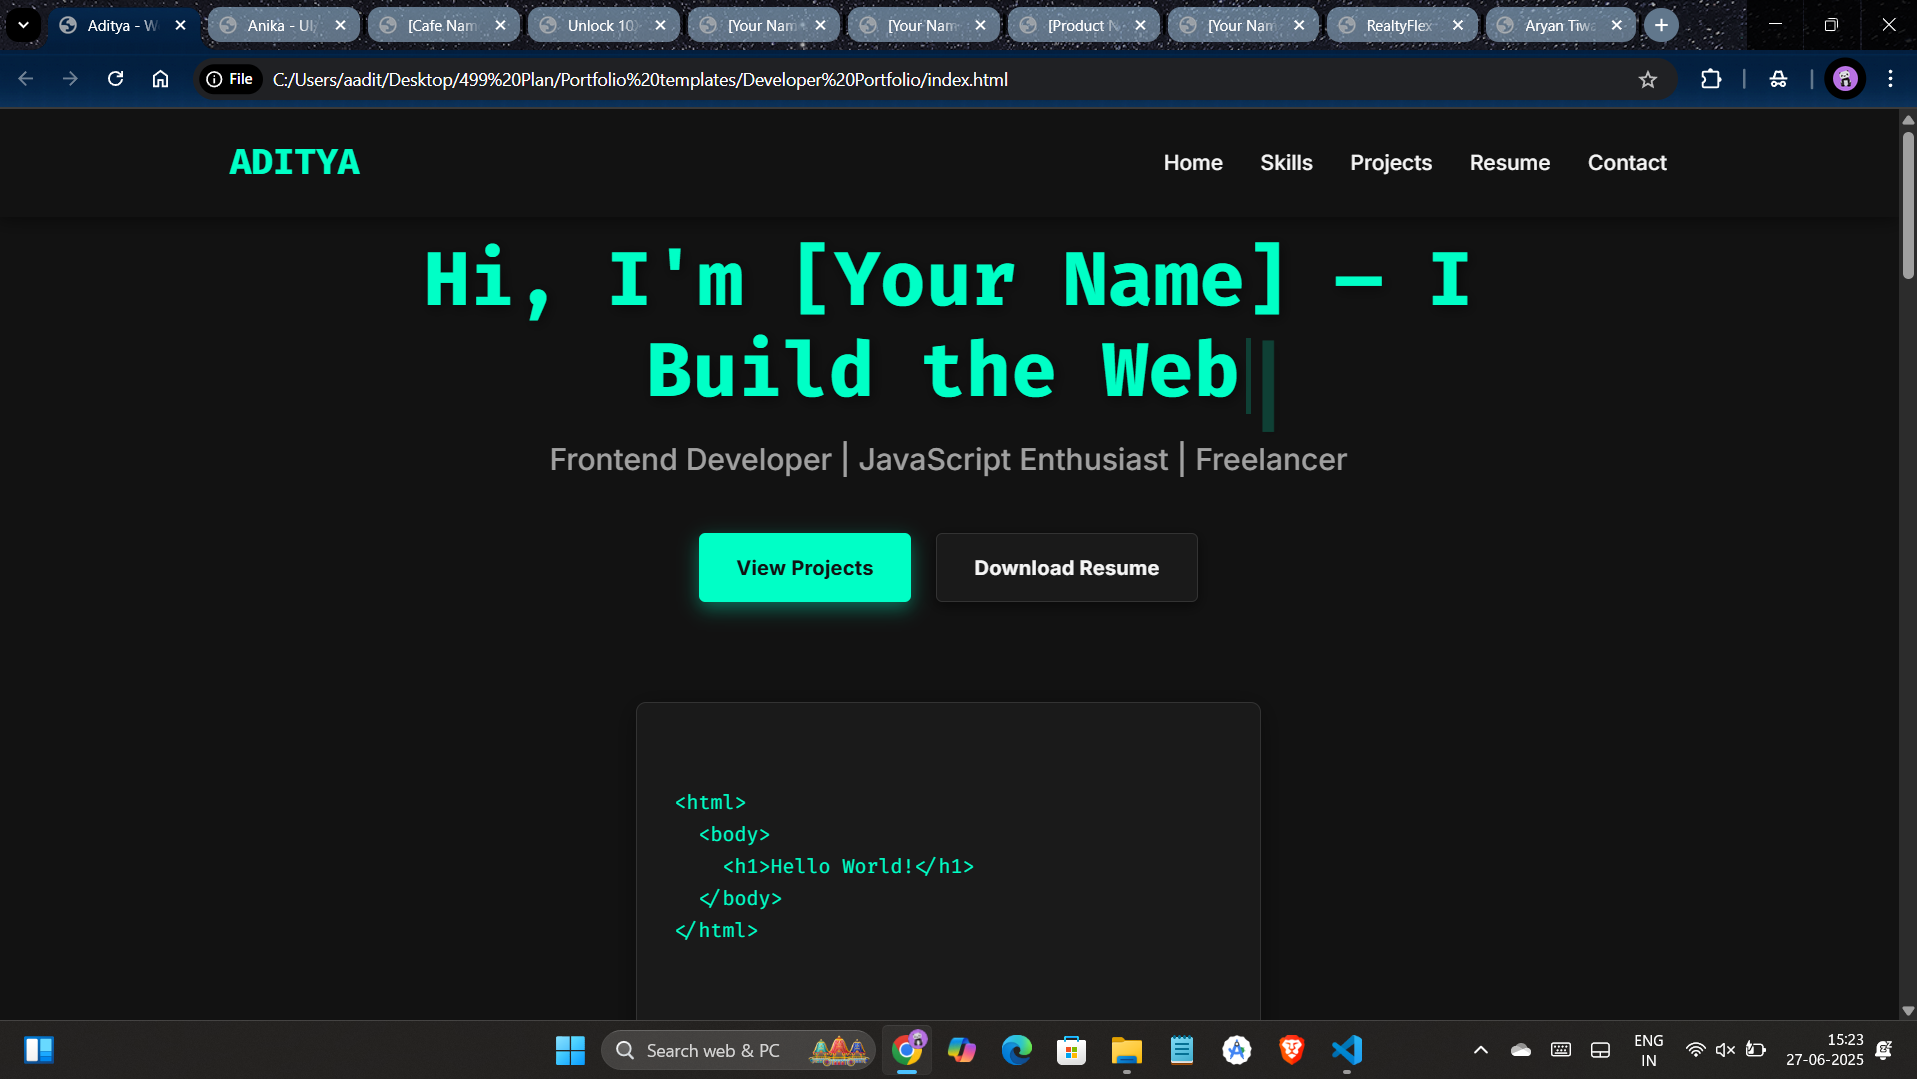 Aditya - W
Anika - UI
[Cafe Nam
Unlock 10
[Your Nam
[Your Nam
[Product N
[Your Nam
RealtyFlex
Aryan Tiwa
File
C:/Users/aadit/Desktop/499%20Plan/Portfolio%20templates/Developer%20Portfolio/index.html
ADITYA
Home
Skills
Projects
Resume
Contact
Hi, I'm [Your Name] — I
Build the Web
Frontend Developer | JavaScript Enthusiast | Freelancer
View Projects
Download Resume
<html>
<body>
<h1>Hello World!</h1>
</body>
</html>
Search web & PC
ENG
IN
15:23
27-06-2025